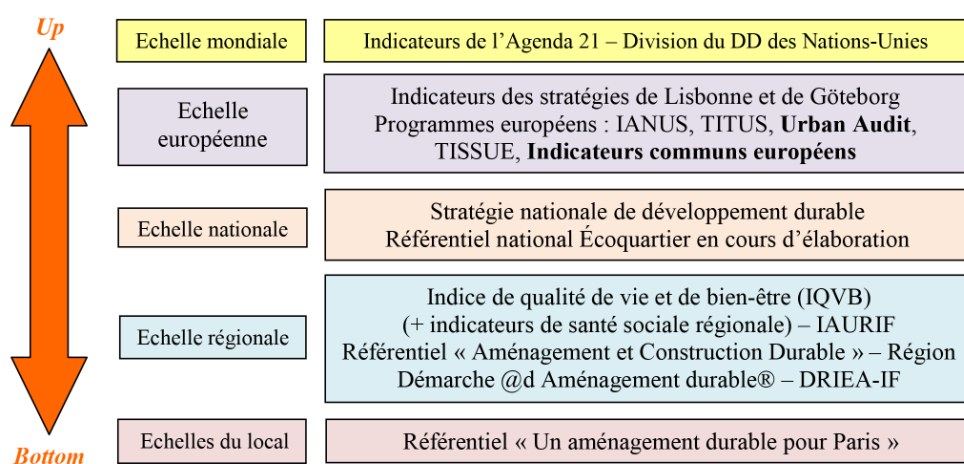 Up
Echelle mondiale
Indicateurs de l'Agenda 21 – Division du DD des Nations-Unies
Echelle
européenne
Indicateurs des stratégies de Lisbonne et de Göteborg
Programmes européens : IANUS, TITUS, Urban Audit,
TISSUE, Indicateurs communs européens
Echelle nationale
Stratégie nationale de développement durable
Référentiel national Écoquartier en cours d'élaboration
Echelle régionale
Indice de qualité de vie et de bien-être (IQVB)
(+ indicateurs de santé sociale régionale) – IAURIF
Référentiel « Aménagement et Construction Durable » – Région
Démarche @d Aménagement durable® – DRIEA-IF
Echelles du local
Référentiel « Un aménagement durable pour Paris »
Bottom